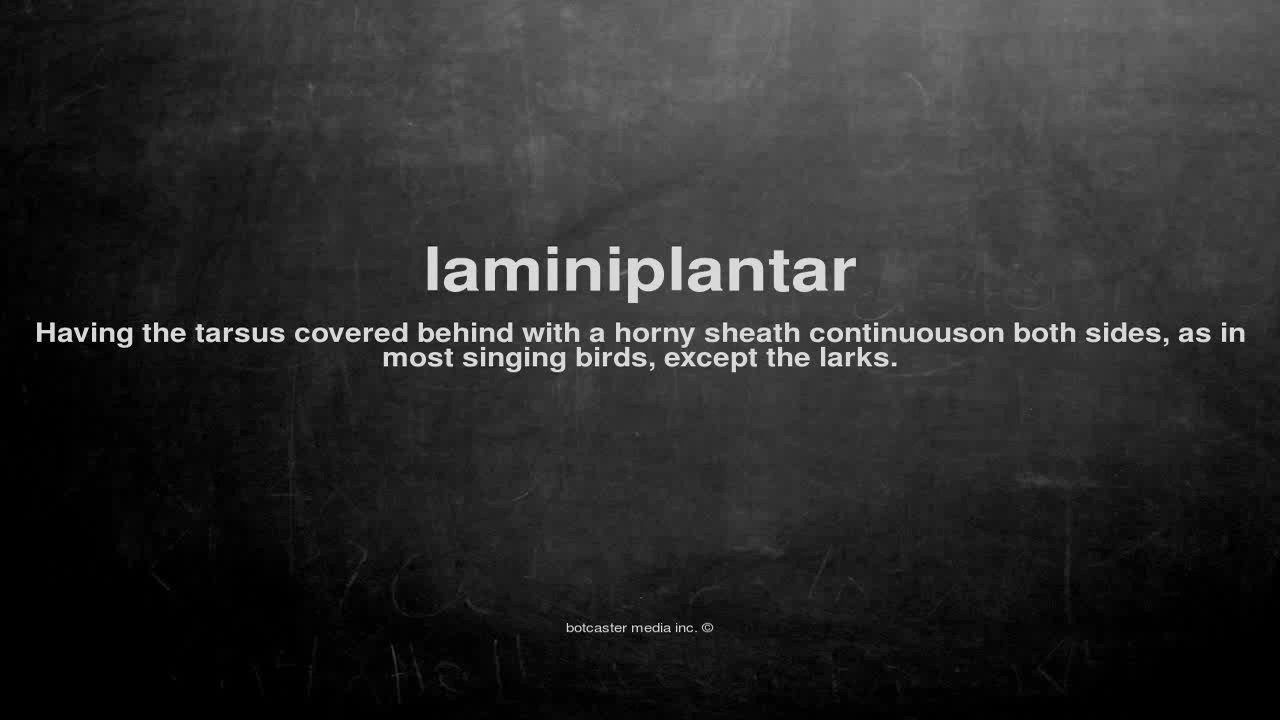 laminiplantar
Having the tarsus covered behind with a horny sheath continuouson both sides, as in
most singing birds, except the larks.
botcaster media inc. ©